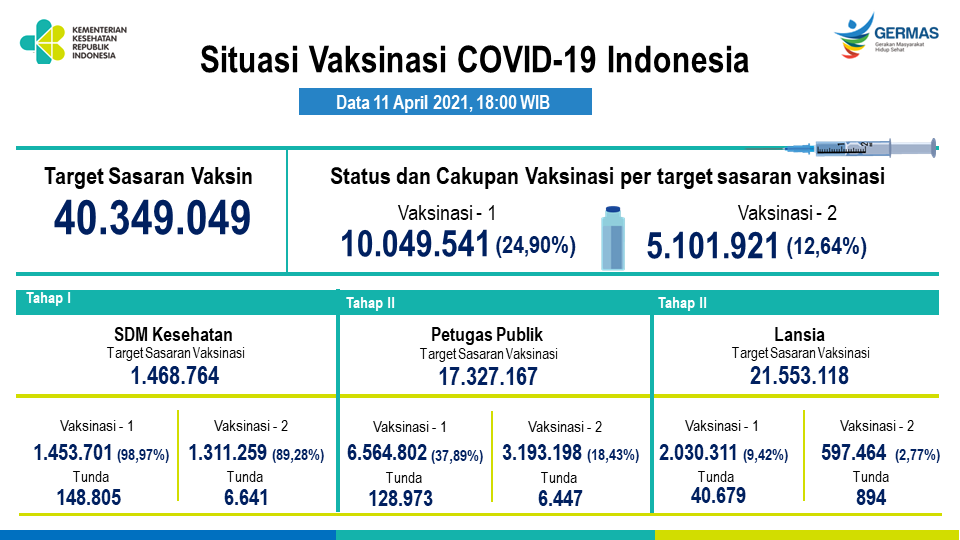 KEMENTERIAN
KESEHATAN
REPUBLIK
INDONESIA
GERMAS
Gerakan Masyarakat
Hidup Sehat
Situasi Vaksinasi COVID-19 Indonesia
Data 11 April 2021, 18:00 WIB
Target Sasaran Vaksin
40.349.049
Status dan Cakupan Vaksinasi per target sasaran vaksinasi
Vaksinasi - 1
10.049.541 (24,90%)
Vaksinasi - 2
5.101.921 (12,64%)
Tahap I
SDM Kesehatan
Target Sasaran Vaksinasi
1.468.764
Vaksinasi - 1
1.453.701 (98,97%)
Tunda
148.805
Vaksinasi - 2
1.311.259 (89,28%)
Tunda
6.641
Tahap II
Petugas Publik
Target Sasaran Vaksinasi
17.327.167
Vaksinasi - 1
6.564.802 (37,89%)
Tunda
128.973
Vaksinasi - 2
3.193.198 (18,43%)
Tunda
6.447
Tahap II
Lansia
Target Sasaran Vaksinasi
21.553.118
Vaksinasi - 1
2.030.311 (9,42%)
Tunda
40.679
Vaksinasi - 2
597.464 (2,77%)
Tunda
894